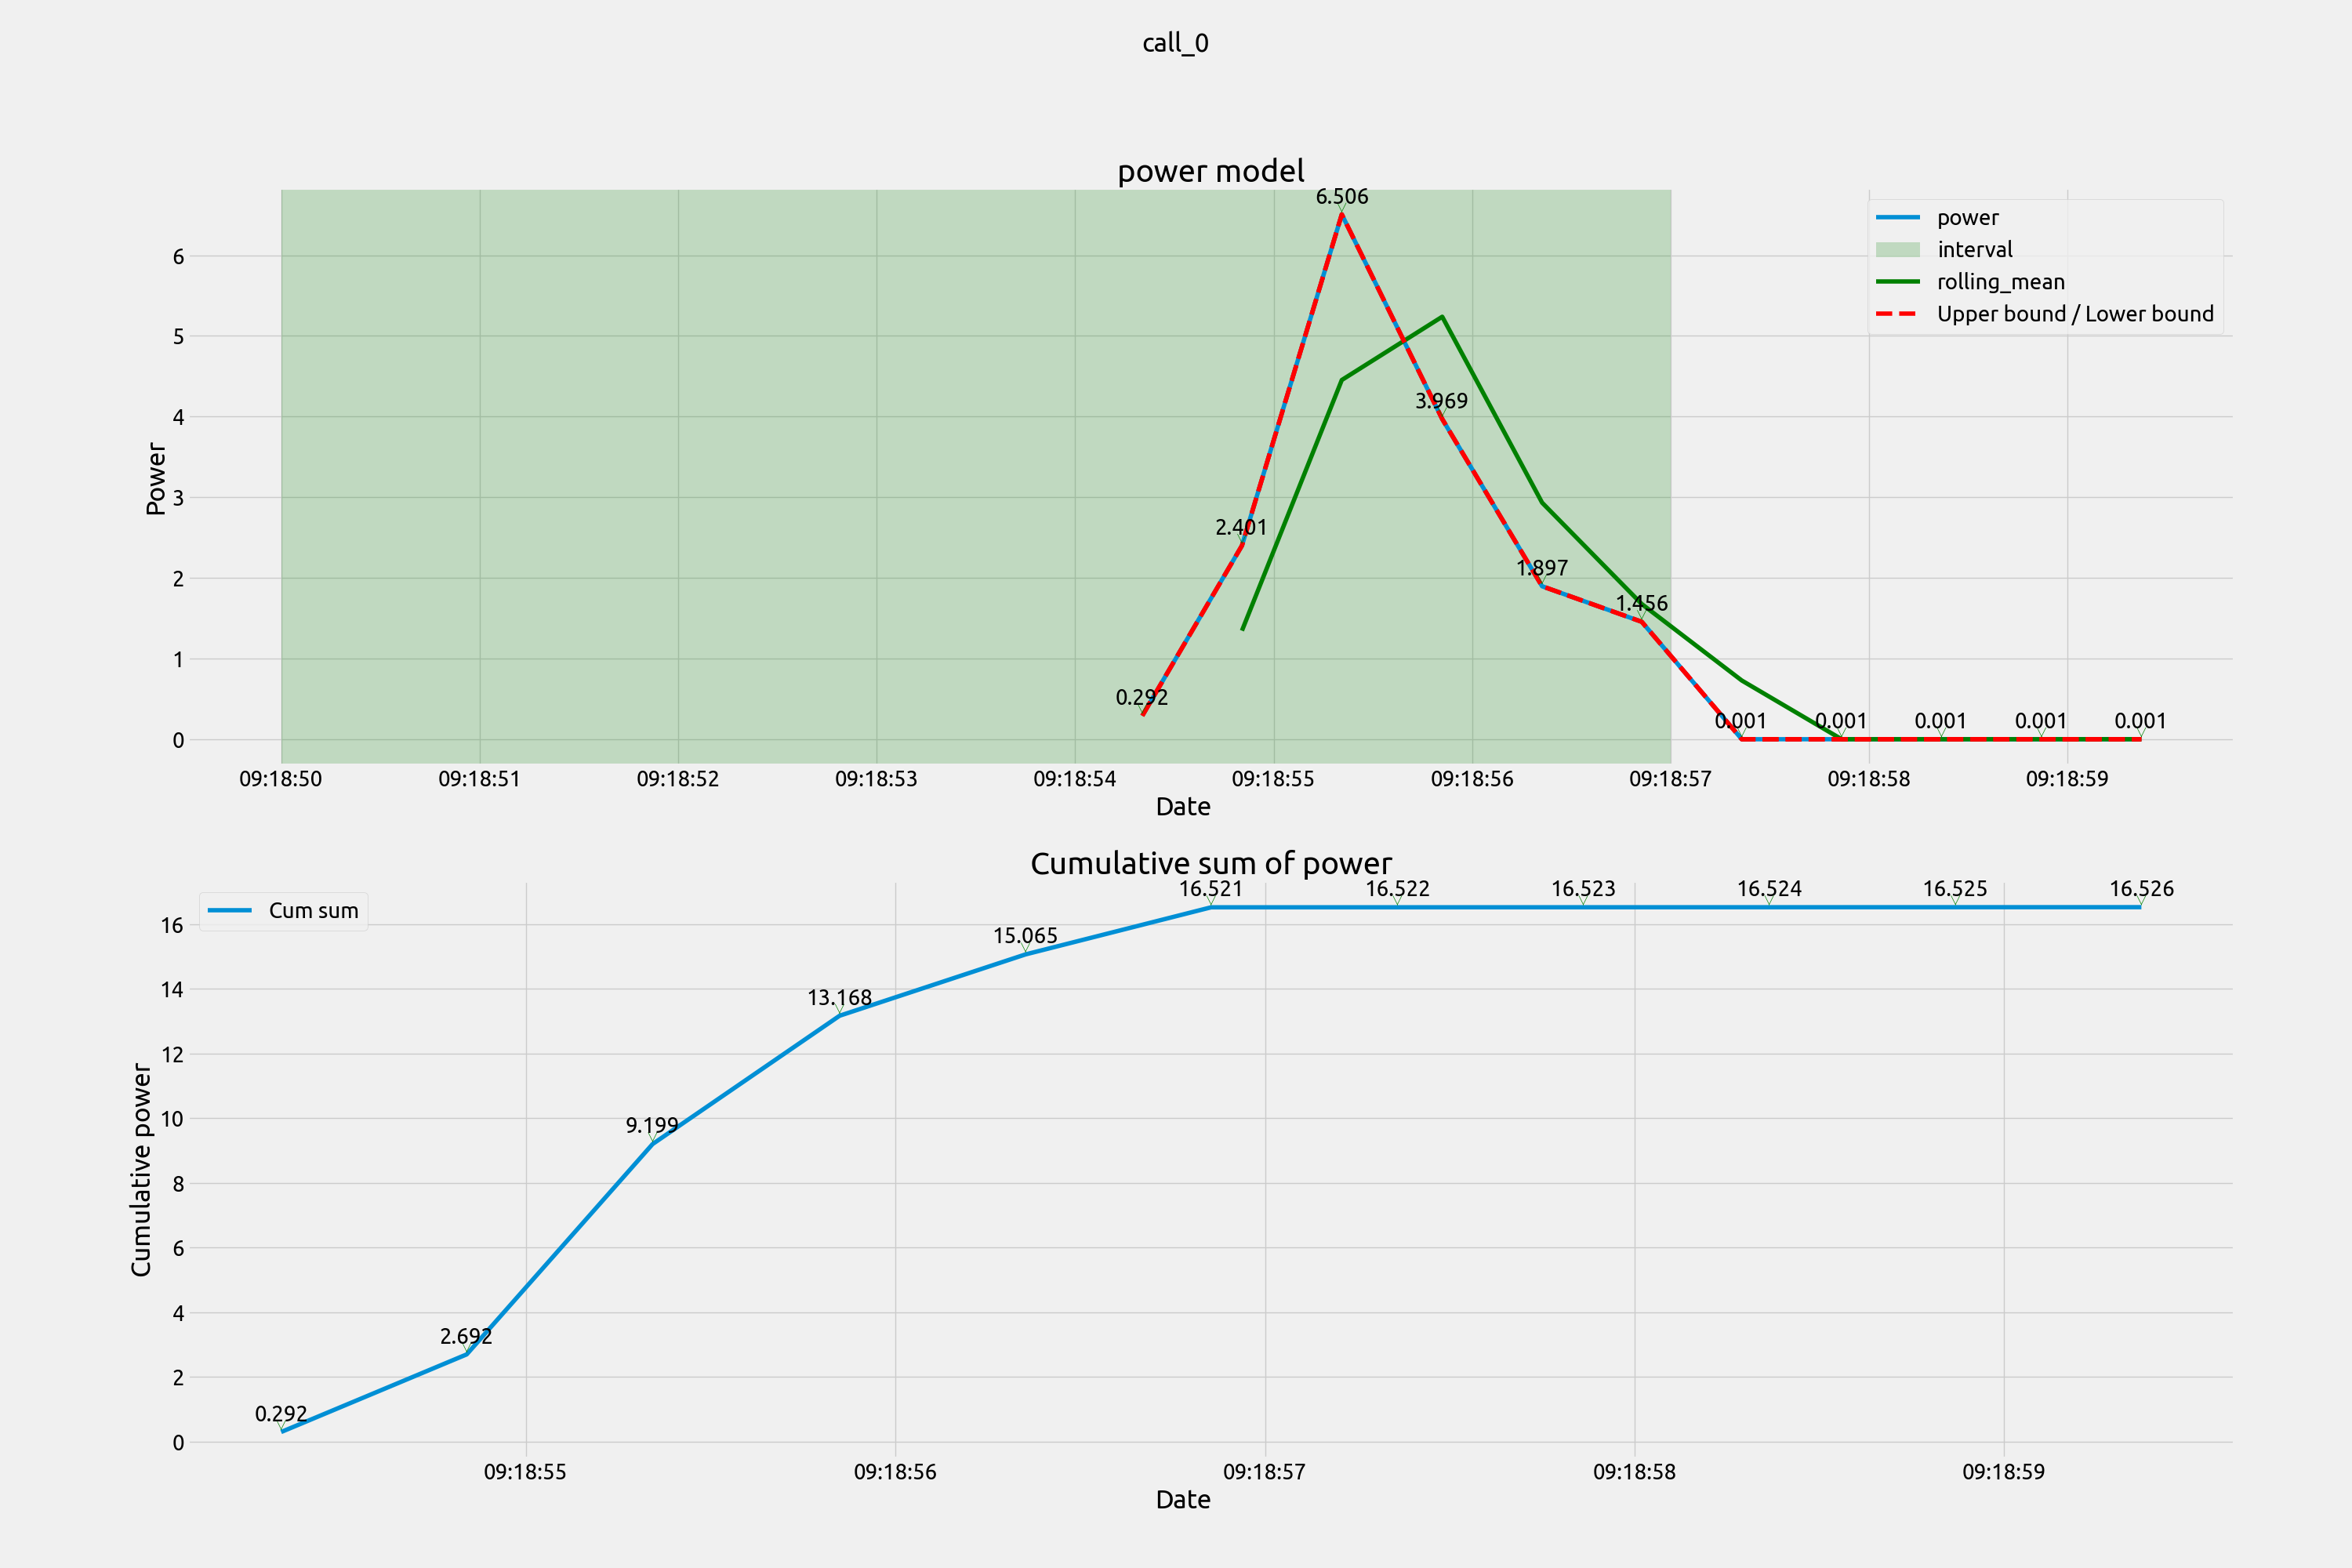 call_0
power model
6.506
power
interval
rolling_mean
Upper bound / Lower bound
6
5
4
3
2
1
0
Power
3.969
2.401
1.897
1.456
0.292
0.001 0.001 0.001 0.001 0.001
09:18:50 09:18:51 09:18:52 09:18:53 09:18:54 09:18:55 09:18:56 09:18:57 09:18:58 09:18:59
Date
Cumulative sum of power
16.521 16.522 16.523 16.524 16.525 16.526
Cum sum
16
14
12
10
8
6
4
2
0
Cumulative power
15.065
13.168
9.199
2.692
0.292
09:18:55 09:18:56 09:18:57 09:18:58 09:18:59
Date